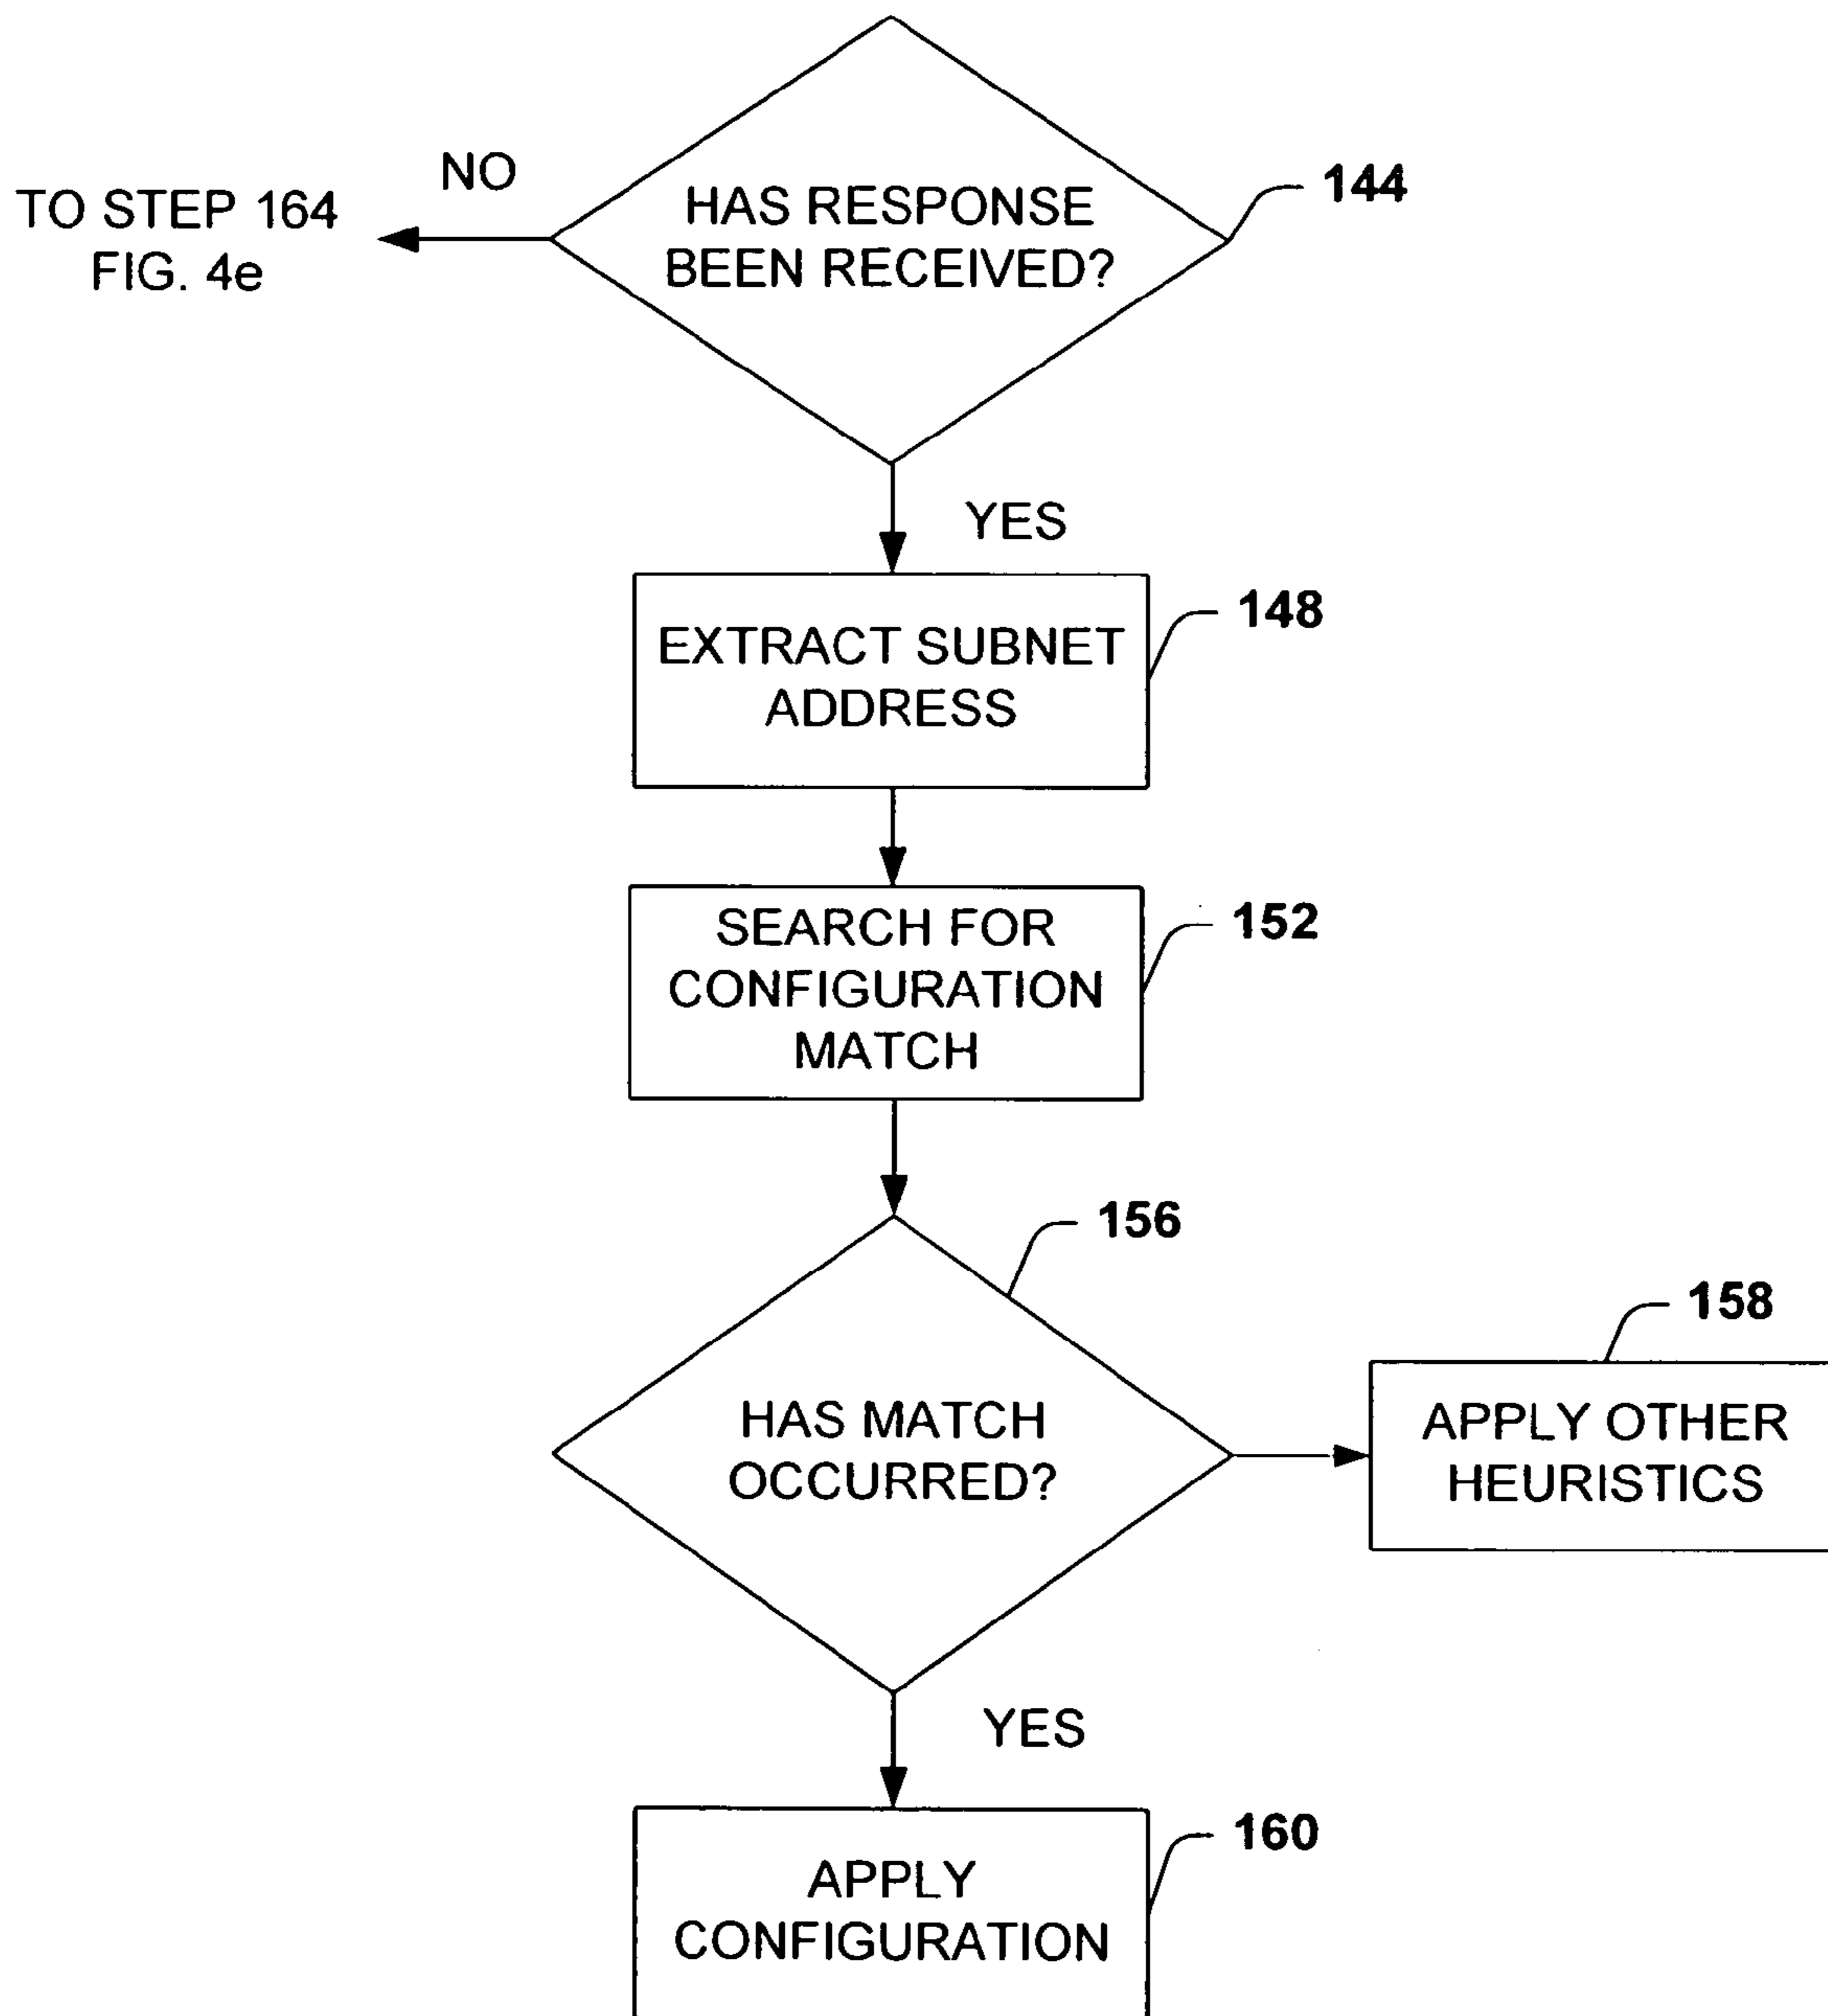 NO
TO STEP 164
FIG. 4e
HAS RESPONSE
BEEN RECEIVED?
144
YES
EXTRACT SUBNET
ADDRESS
148
SEARCH FOR
CONFIGURATION
MATCH
152
156
HAS MATCH
OCCURRED?
158
APPLY OTHER
HEURISTICS
YES
APPLY
CONFIGURATION
160